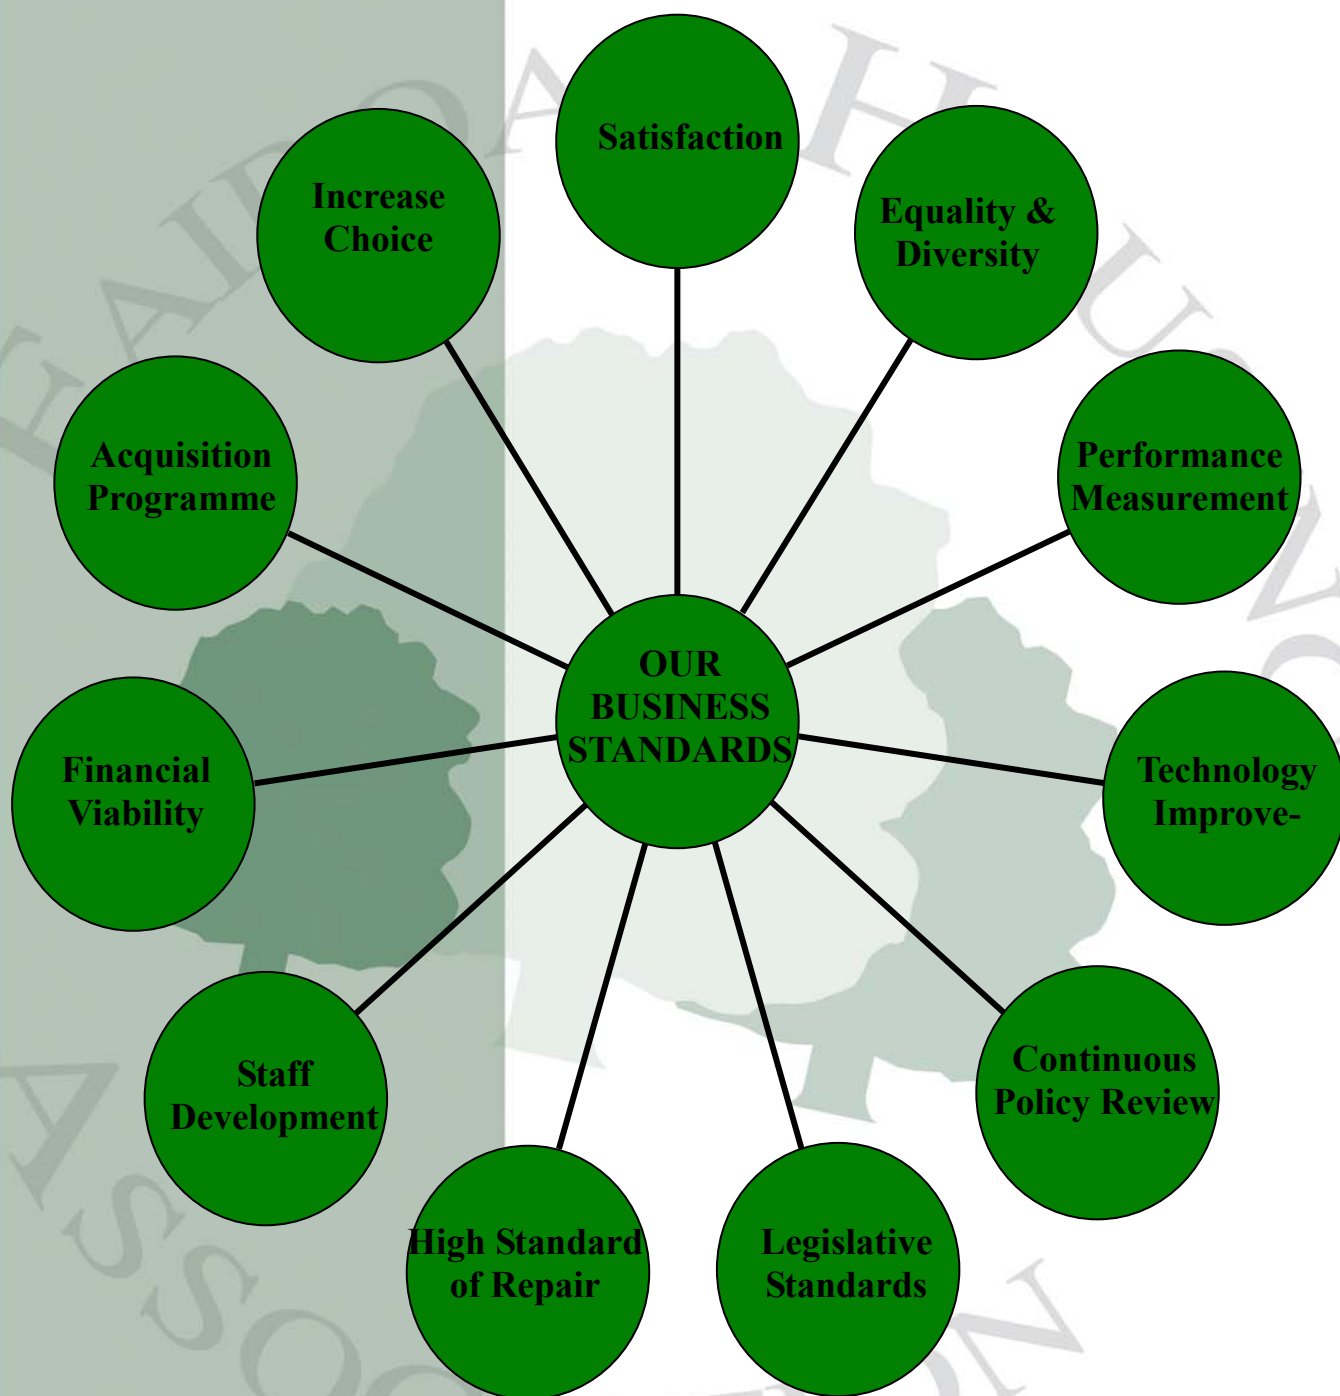 Satisfaction
Increase
Choice
Equality &
Diversity
Acquisition
Programme
Performance
Measurement
OUR
BUSINESS
STANDARDS
Financial
Viability
Technology
Improve-
Staff
Development
Continuous
Policy Review
High Standard
of Repair
Legislative
Standards